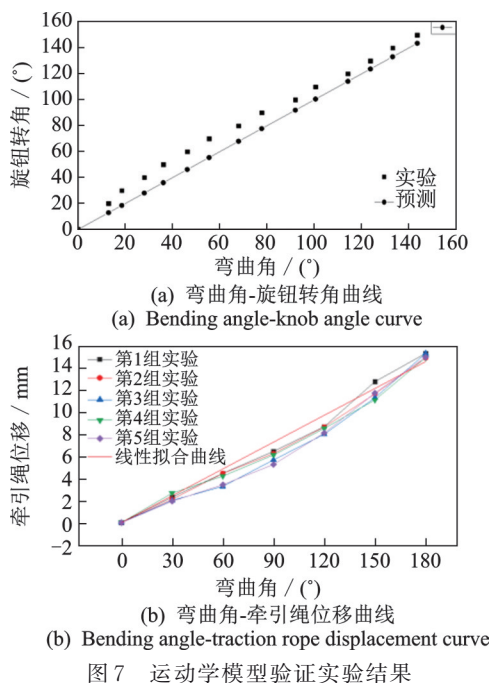 160
140
120
100
80
60
40
20
0
旋钮转角 / (°)
实验
预测
0 20 40 60 80 100 120 140 160
弯曲角 / (°)
(a) 弯曲角-旋钮转角曲线
(a) Bending angle-knob angle curve
16
14
12
10
8
6
4
2
0
−2
牵引绳位移 / mm
第1组实验
第2组实验
第3组实验
第4组实验
第5组实验
线性拟合曲线
0 30 60 90 120 150 180
弯曲角 / (°)
(b) 弯曲角-牵引绳位移曲线
(b) Bending angle-traction rope displacement curve
图7 运动学模型验证实验结果